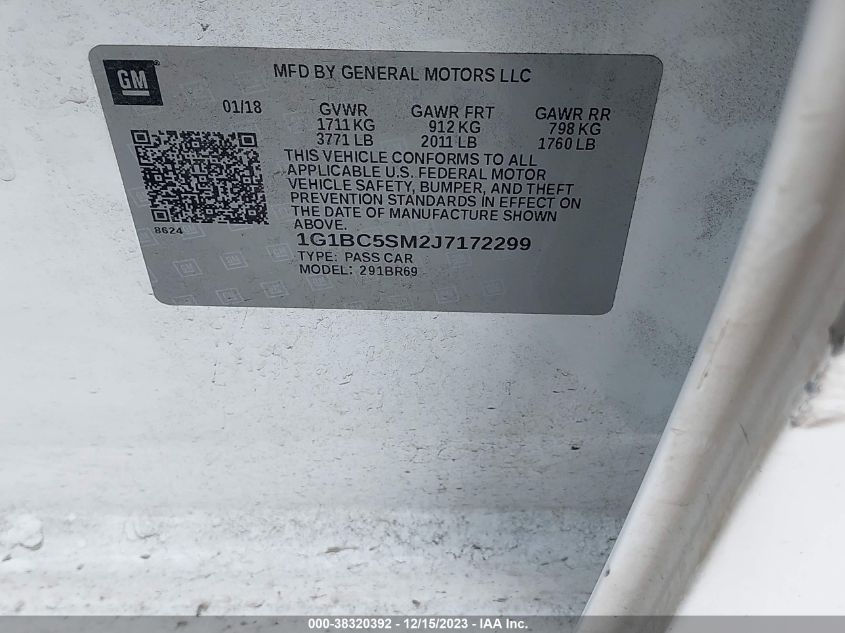 GM
MFD BY GENERAL MOTORS LLC
01/18 GVWR GAWR FRT GAWR RR
1711 KG 912 KG 798 KG
3771 LB 2011 LB 1760 LB
THIS VEHICLE CONFORMS TO ALL
APPLICABLE U.S. FEDERAL MOTOR
VEHICLE SAFETY, BUMPER, AND THEFT
PREVENTION STANDARDS IN EFFECT ON
THE DATE OF MANUFACTURE SHOWN
ABOVE.
8624
1G1BC5SM2J7172299
TYPE: PASS CAR
MODEL: 291BR69
000-38320392 - 12/15/2023 - IAA Inc.